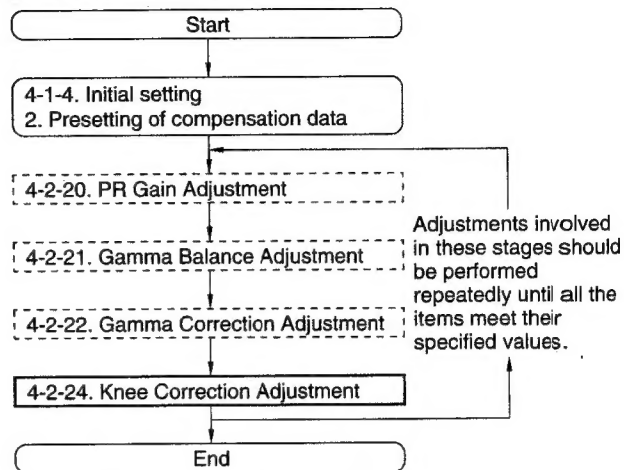 Start
4-1-4. Initial setting
2. Presetting of compensation data
4-2-20. PR Gain Adjustment
4-2-21. Gamma Balance Adjustment
4-2-22. Gamma Correction Adjustment
4-2-24. Knee Correction Adjustment
End
Adjustments involved
in these stages should
be performed
repeatedly until all the
items meet their
specified values.